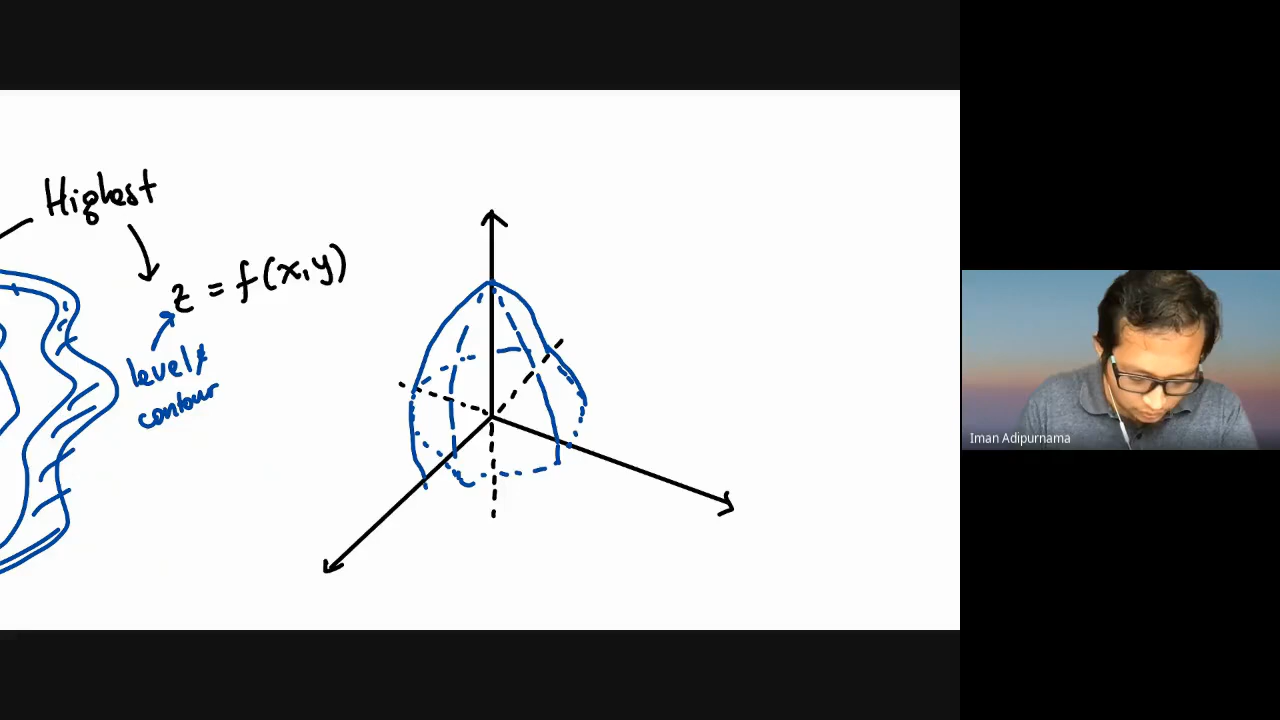 Highest
z = f(x,y)
level &
contour
Iman Adipurnama